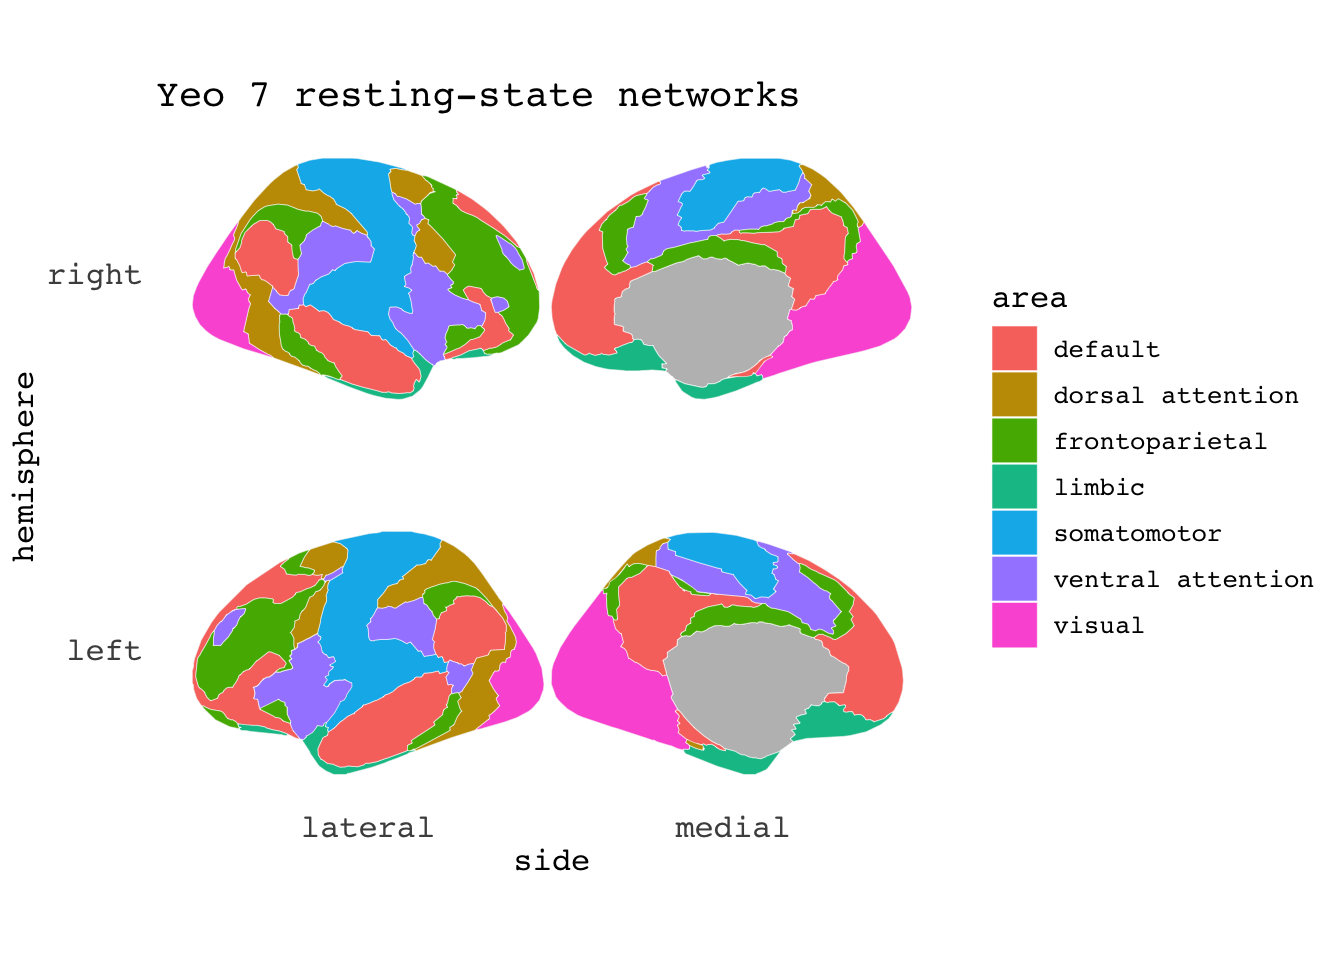 Yeo 7 resting-state networks
right
left
hemisphere
lateral
medial
side
area
default
dorsal attention
frontoparietal
limbic
somatomotor
ventral attention
visual